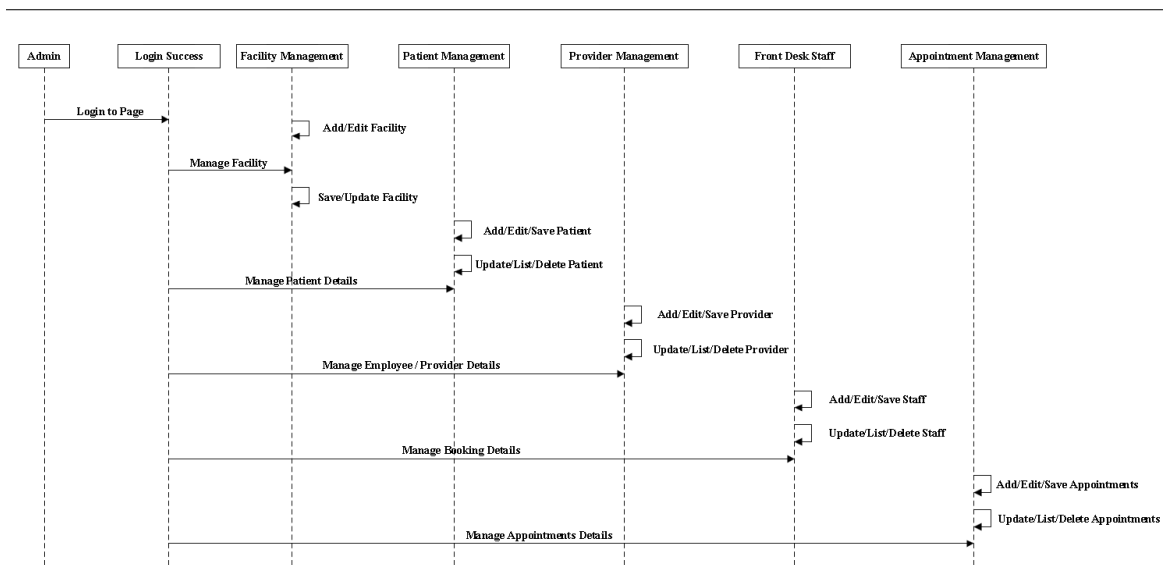 Admin
Login Success
Facility Management
Patient Management
Provider Management
Front Desk Staff
Appointment Management
Login to Page
Add/Edit Facility
Manage Facility
Save/Update Facility
Add/Edit/Save Patient
Update/List/Delete Patient
Manage Patient Details
Add/Edit/Save Provider
Update/List/Delete Provider
Manage Employee / Provider Details
Add/Edit/Save Staff
Update/List/Delete Staff
Manage Booking Details
Add/Edit/Save Appointments
Update/List/Delete Appointments
Manage Appointments Details